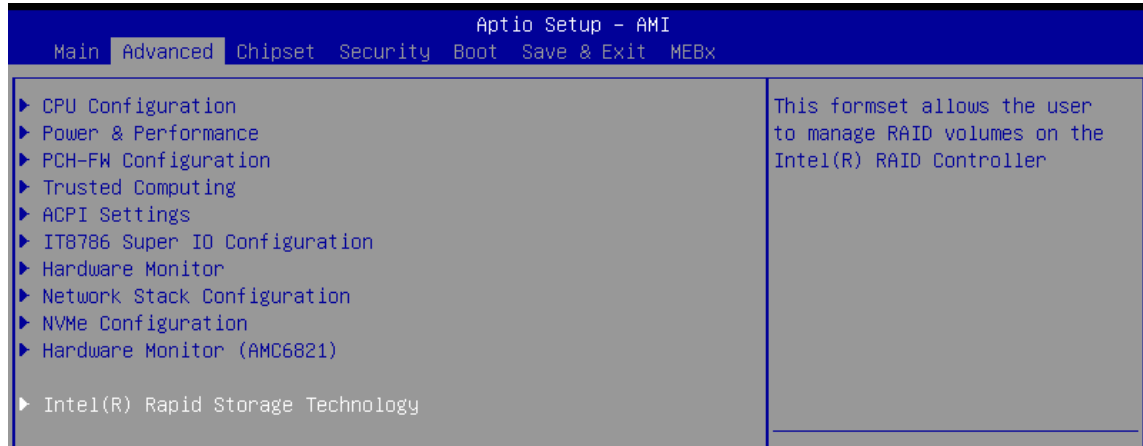 Aptio Setup – AMI
Main Advanced Chipset Security Boot Save & Exit MEBx
CPU Configuration
Power & Performance
PCH-FW Configuration
Trusted Computing
ACPI Settings
IT8786 Super IO Configuration
Hardware Monitor
Network Stack Configuration
NVMe Configuration
Hardware Monitor (AMC6821)
Intel(R) Rapid Storage Technology
This formset allows the user
to manage RAID volumes on the
Intel(R) RAID Controller